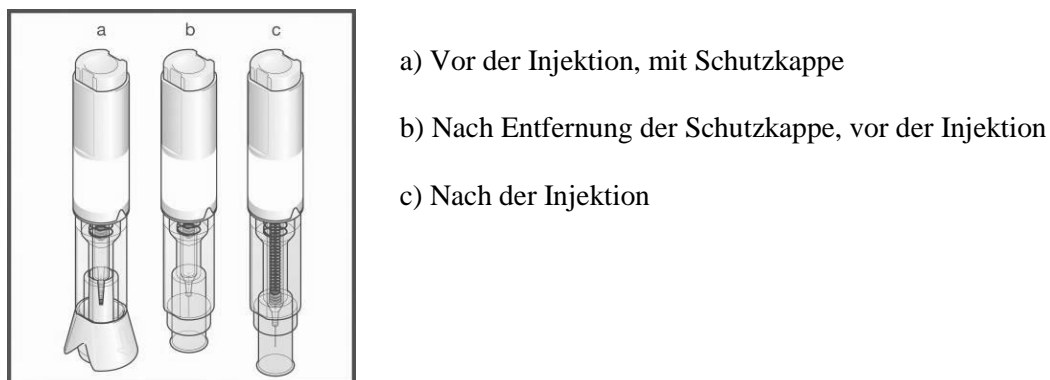 a b c
a) Vor der Injektion, mit Schutzkappe
b) Nach Entfernung der Schutzkappe, vor der Injektion
c) Nach der Injektion